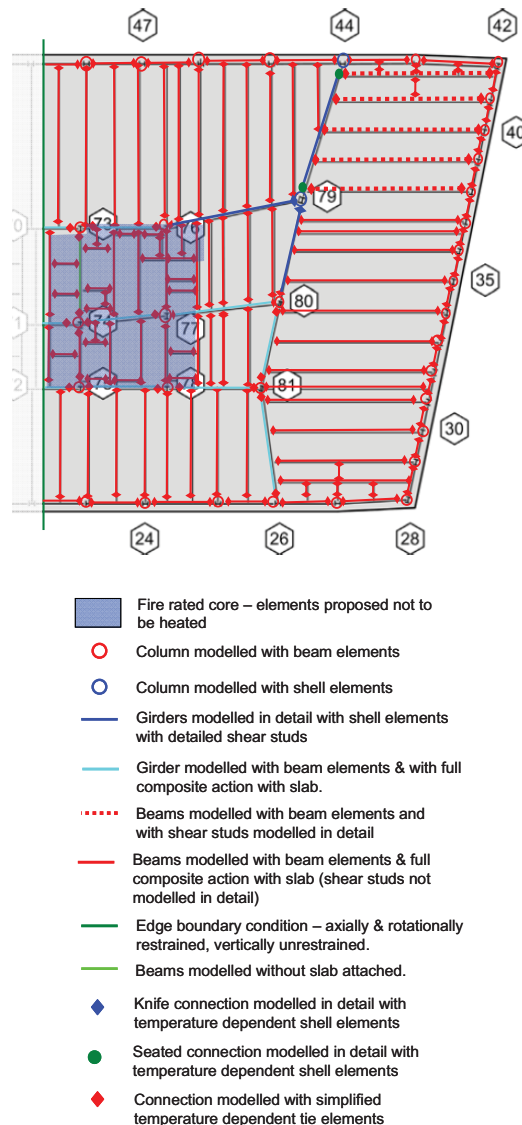 47
44
42
40
79
0
73
76
35
80
1
74
77
81
2
30
24
26
28
Fire rated core – elements proposed not to
be heated
Column modelled with beam elements
Column modelled with shell elements
Girders modelled in detail with shell elements
with detailed shear studs
Girder modelled with beam elements & with full
composite action with slab.
Beams modelled with beam elements and
with shear studs modelled in detail
Beams modelled with beam elements & full
composite action with slab (shear studs not
modelled in detail)
Edge boundary condition – axially & rotationally
restrained, vertically unrestrained.
Beams modelled without slab attached.
Knife connection modelled in detail with
temperature dependent shell elements
Seated connection modelled in detail with
temperature dependent shell elements
Connection modelled with simplified
temperature dependent tie elements